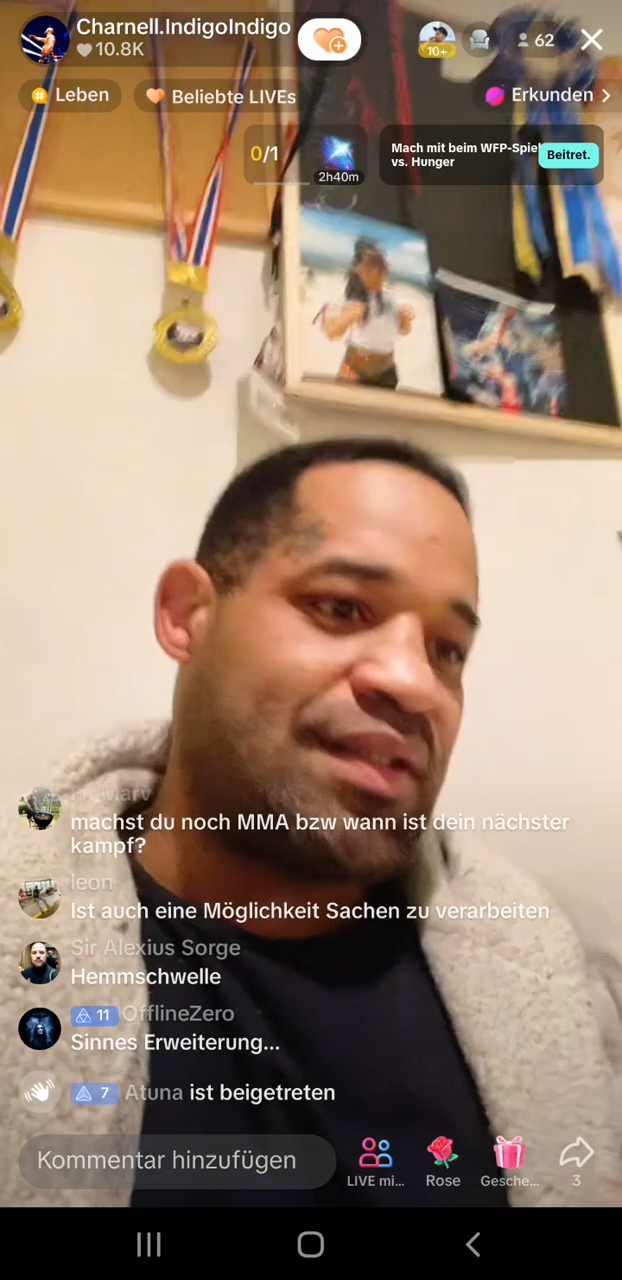 Charnell.IndigoIndigo
10.8K
10+
62
Leben
Beliebte LIVEs
Erkunden
0/1
2h40m
Mach mit beim WFP-Spiel
vs. Hunger
Beitret.
machst du noch MMA bzw wann ist dein nächster
kampf?
leon
Ist auch eine Möglichkeit Sachen zu verarbeiten
Sir Alexius Sorge
Hemmschwelle
11 OfflineZero
Sinnes Erweiterung...
7 Atuna ist beigetreten
Kommentar hinzufügen
LIVE mi...
Rose
Gesche...
3